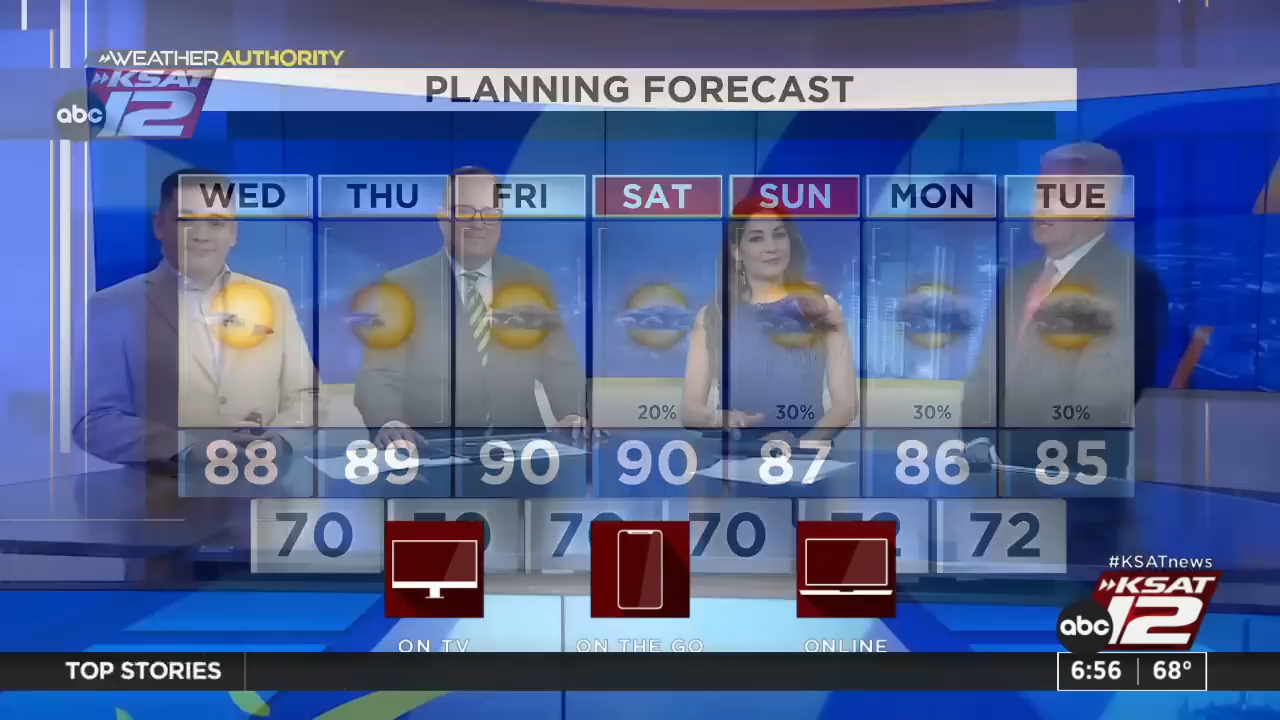 WEATHERAUTHORITY
KSAT
abc 12
PLANNING FORECAST
WED THU FRI SAT SUN MON TUE
20% 30% 30% 30%
88 89 90 90 87 86 85
70 70 72
ON TV ON THE GO ONLINE
#KSATnews
KSAT
abc 12
TOP STORIES
6:56 68°